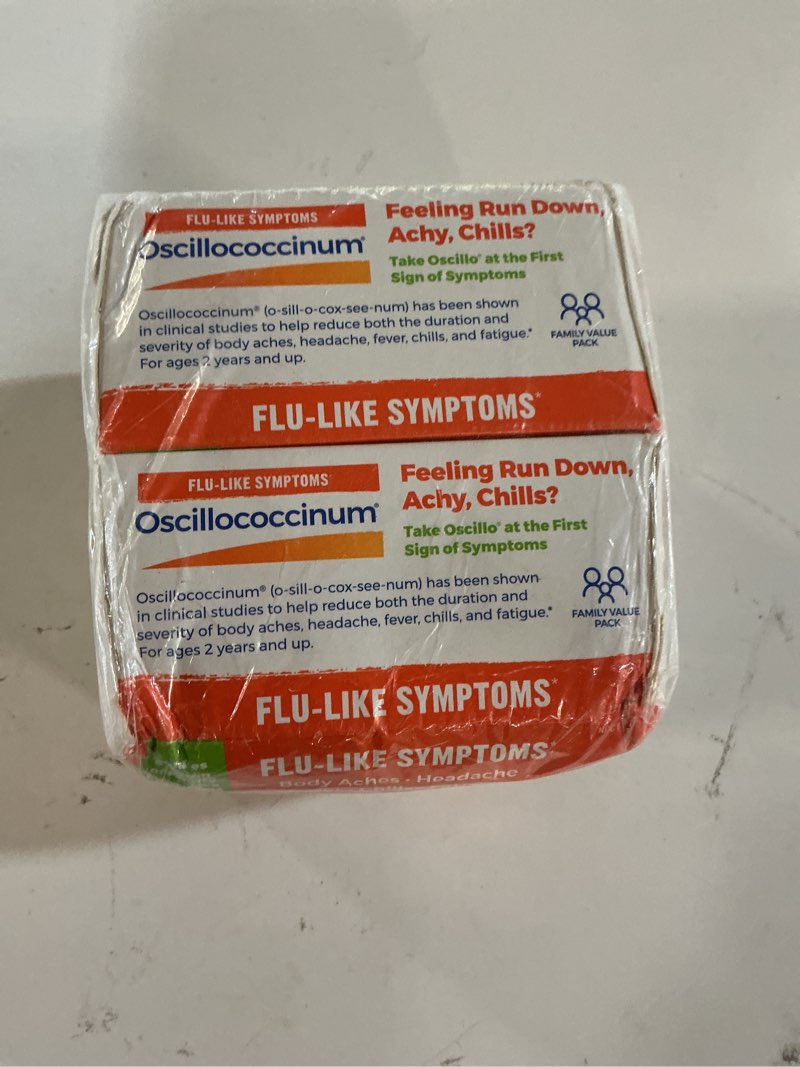 FLU-LIKE SYMPTOMS
Oscillococcinum®
Feeling Run Down,
Achy, Chills?
Take Oscillo® at the First
Sign of Symptoms
Oscillococcinum® (o-sill-o-cox-see-num) has been shown
in clinical studies to help reduce both the duration and
severity of body aches, headache, fever, chills, and fatigue.*
For ages 2 years and up.
FAMILY VALUE
PACK
FLU-LIKE SYMPTOMS*
FLU-LIKE SYMPTOMS
Oscillococcinum®
Feeling Run Down,
Achy, Chills?
Take Oscillo® at the First
Sign of Symptoms
Oscillococcinum® (o-sill-o-cox-see-num) has been shown
in clinical studies to help reduce both the duration and
severity of body aches, headache, fever, chills, and fatigue.*
For ages 2 years and up.
FAMILY VALUE
PACK
FLU-LIKE SYMPTOMS*
FLU-LIKE SYMPTOMS*
Body Aches • Headache